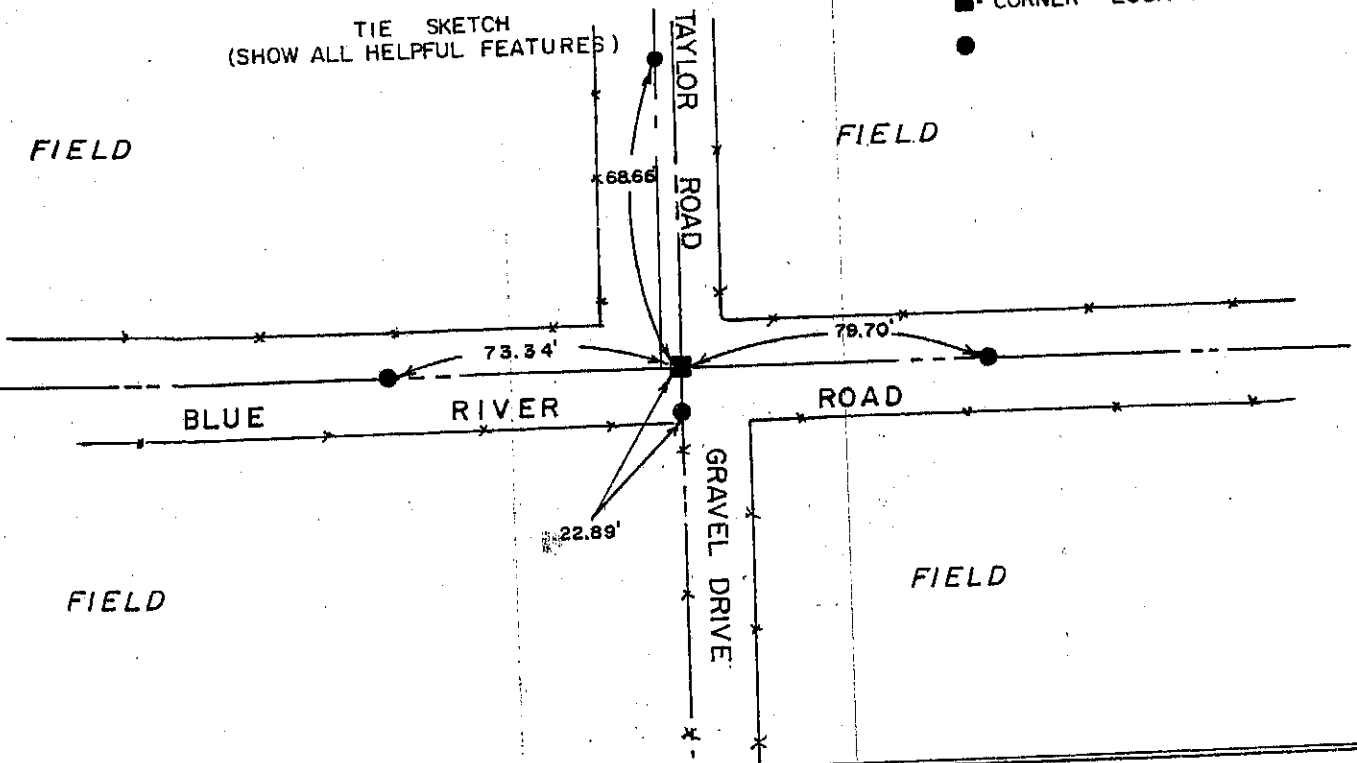 TIE SKETCH
(SHOW ALL HELPFUL FEATURES)
CORNER
TAYLOR ROAD
FIELD
FIELD
68.66'
73.34'
79.70'
BLUE RIVER ROAD
22.89'
GRAVEL DRIVE
FIELD
FIELD